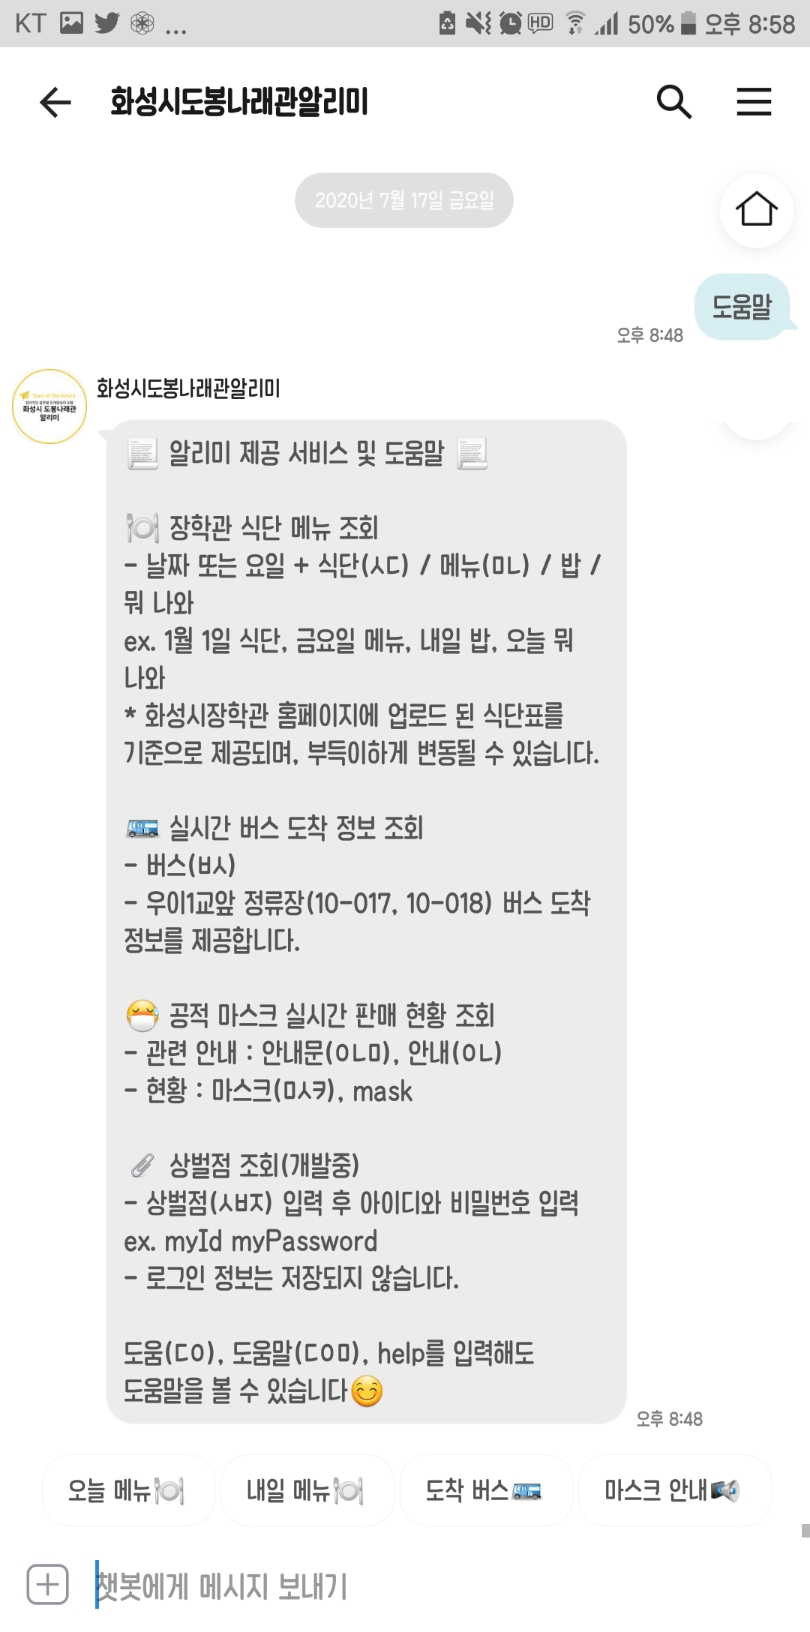 KT ... HD 50% 오후 8:58
화성시도봉나래관알리미
2020년 7월 17일 금요일
도움말
오후 8:48
화성시도봉나래관알리미
화성시 도봉나래관
알리미
알리미 제공 서비스 및 도움말
장학관 식단 메뉴 조회
- 날짜 또는 요일 + 식단(ㅅㄷ) / 메뉴(ㅁㄴ) / 밥 /
뭐 나와
ex. 1월 1일 식단, 금요일 메뉴, 내일 밥, 오늘 뭐
나와
* 화성시장학관 홈페이지에 업로드 된 식단표를
기준으로 제공되며, 부득이하게 변동될 수 있습니다.
실시간 버스 도착 정보 조회
- 버스(ㅂㅅ)
- 우이1교앞 정류장(10-017, 10-018) 버스 도착
정보를 제공합니다.
공적 마스크 실시간 판매 현황 조회
- 관련 안내 : 안내문(ㅇㄴㅁ), 안내(ㅇㄴ)
- 현황 : 마스크(ㅁㅅㅋ), mask
상벌점 조회(개발중)
- 상벌점(ㅅㅂㅈ) 입력 후 아이디와 비밀번호 입력
ex. myId myPassword
- 로그인 정보는 저장되지 않습니다.
도움(ㄷㅇ), 도움말(ㄷㅇㅁ), help를 입력해도
도움말을 볼 수 있습니다😊
오후 8:48
오늘 메뉴🍽 내일 메뉴🍽 도착 버스🚌 마스크 안내📢
챗봇에게 메시지 보내기